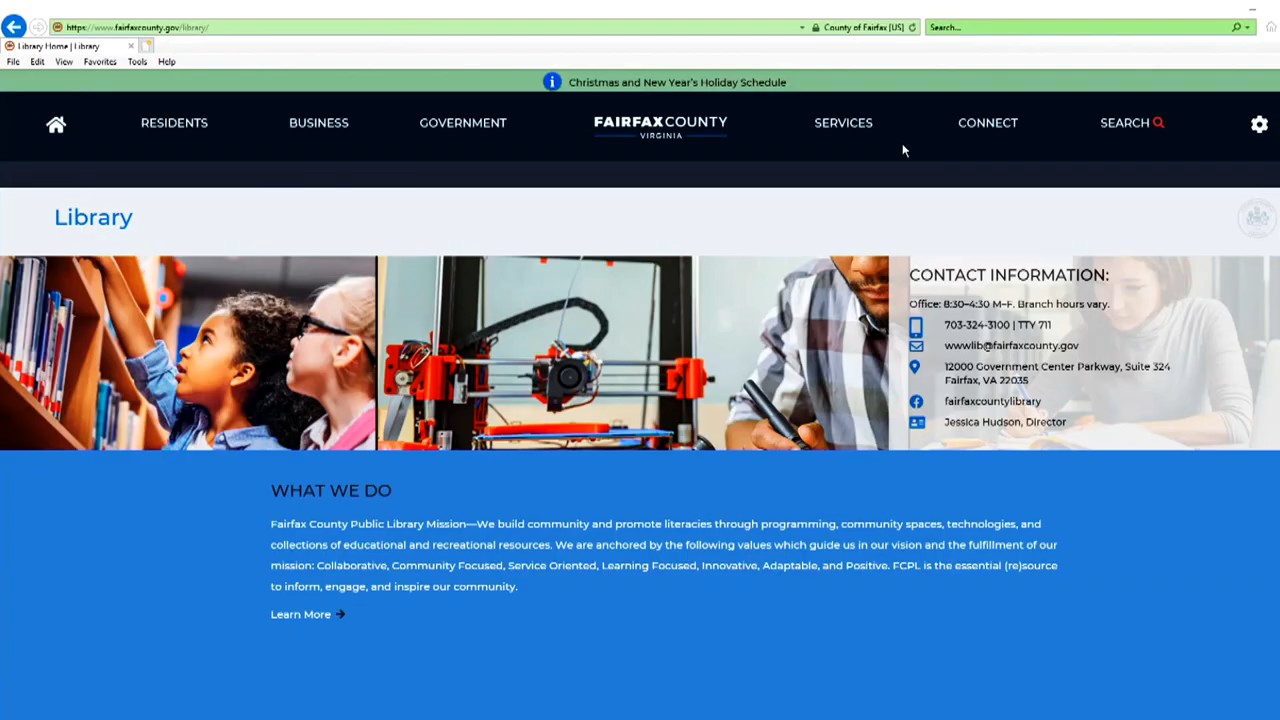 https://www.fairfaxcounty.gov/library/
County of Fairfax [US]
Search...
Library Home | Library
File Edit View Favorites Tools Help
Christmas and New Year's Holiday Schedule
RESIDENTS BUSINESS GOVERNMENT FAIRFAX COUNTY VIRGINIA SERVICES CONNECT SEARCH
Library
CONTACT INFORMATION:
Office: 8:30–4:30 M–F. Branch hours vary.
703-324-3100 | TTY 711
wwwlib@fairfaxcounty.gov
12000 Government Center Parkway, Suite 324
Fairfax, VA 22035
fairfaxcountylibrary
Jessica Hudson, Director
WHAT WE DO
Fairfax County Public Library Mission—We build community and promote literacies through programming, community spaces, technologies, and
collections of educational and recreational resources. We are anchored by the following values which guide us in our vision and the fulfillment of our
mission: Collaborative, Community Focused, Service Oriented, Learning Focused, Innovative, Adaptable, and Positive. FCPL is the essential (re)source
to inform, engage, and inspire our community.
Learn More